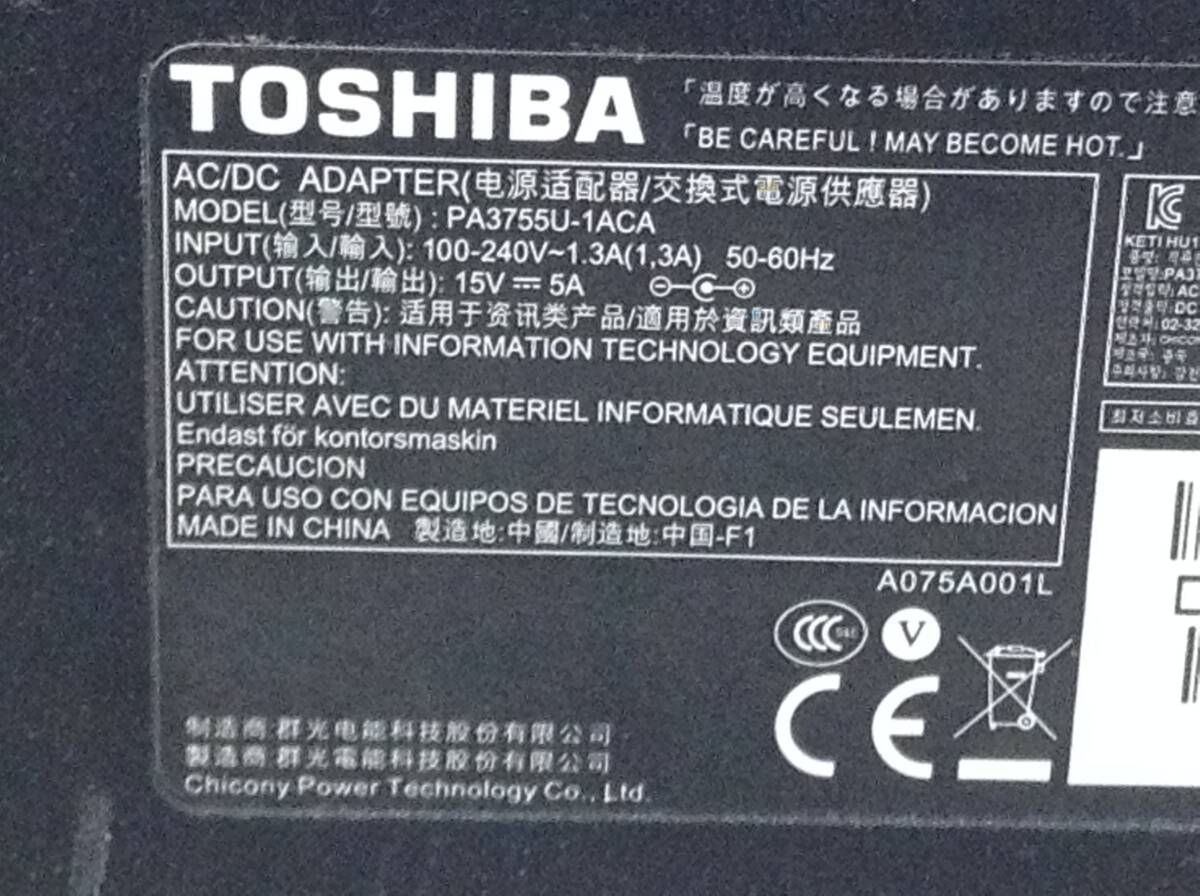 TOSHIBA
「温度が高くなる場合がありますので注意
「BE CAREFUL ! MAY BECOME HOT.」
AC/DC ADAPTER(电源适配器/交換式電源供應器)
MODEL(型号/型號) : PA3755U-1ACA
INPUT(输入/輸入): 100-240V~1.3A(1,3A) 50-60Hz
OUTPUT(输出/輸出): 15V ⎓ 5A
CAUTION(警告): 适用于资讯类产品/適用於資訊類產品
FOR USE WITH INFORMATION TECHNOLOGY EQUIPMENT.
ATTENTION:
UTILISER AVEC DU MATERIEL INFORMATIQUE SEULEMEN.
Endast för kontorsmaskin
PRECAUCION
PARA USO CON EQUIPOS DE TECNOLOGIA DE LA INFORMACION
MADE IN CHINA 製造地:中國/制造地:中国-F1
A075A001L
V
CE
制造商:群光电能科技股份有限公司
製造商:群光電能科技股份有限公司
Chicony Power Technology Co., Ltd.
KETI
최저소비효